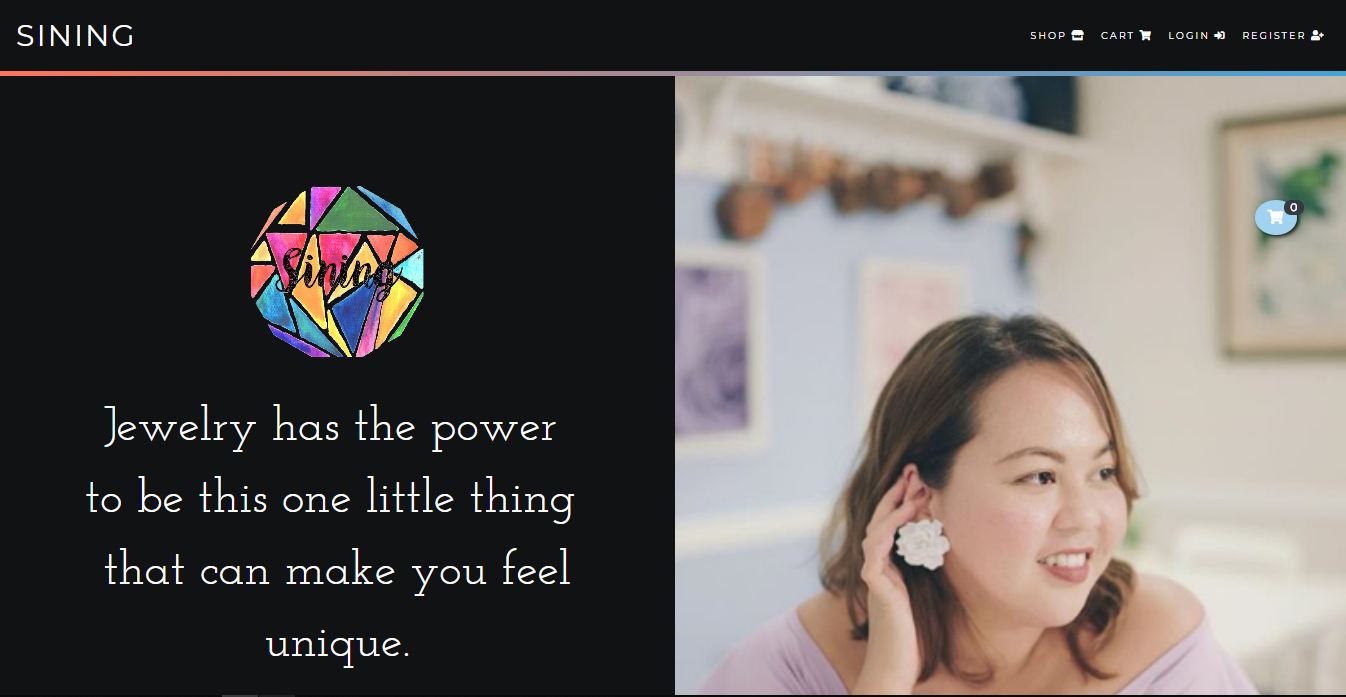 SINING
SHOP CART LOGIN REGISTER
0
Sining
Jewelry has the power
to be this one little thing
that can make you feel
unique.